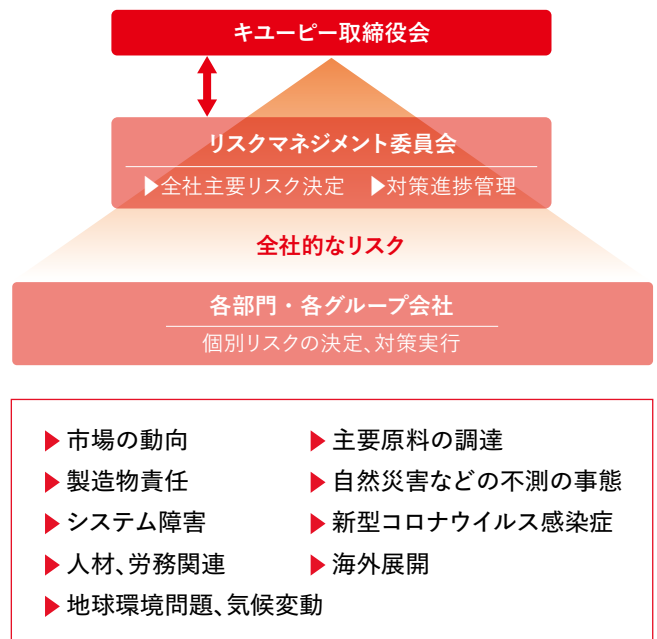 キユーピー取締役会
リスクマネジメント委員会
▶全社主要リスク決定 ▶対策進捗管理
全社的なリスク
各部門・各グループ会社
個別リスクの決定、対策実行
▶市場の動向 ▶主要原料の調達
▶製造物責任 ▶自然災害などの不測の事態
▶システム障害 ▶新型コロナウイルス感染症
▶人材、労務関連 ▶海外展開
▶地球環境問題、気候変動